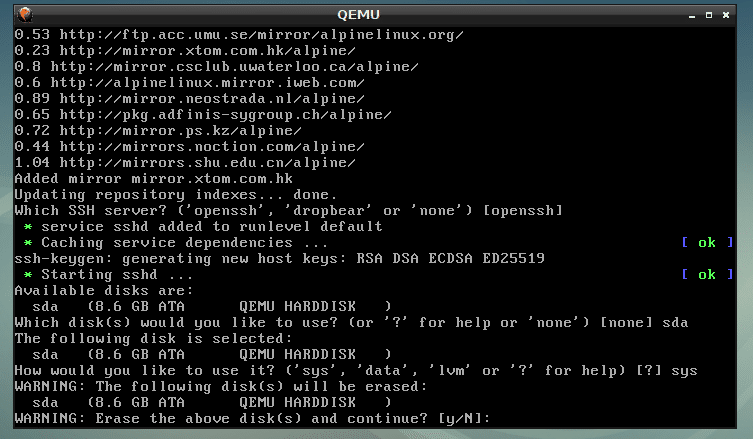 QEMU
0.53 http://ftp.acc.umu.se/mirror/alpinelinux.org/
0.23 http://mirror.xtom.com.hk/alpine/
0.8 http://mirror.csclub.uwaterloo.ca/alpine/
0.6 http://alpinelinux.mirror.iweb.com/
0.89 http://mirror.neostrada.nl/alpine/
0.65 http://pkg.adfinis-sygroup.ch/alpine/
0.72 http://mirror.ps.kz/alpine/
0.44 http://mirrors.noction.com/alpine/
1.04 http://mirrors.shu.edu.cn/alpine/
Added mirror mirror.xtom.com.hk
Updating repository indexes... done.
Which SSH server? ('openssh', 'dropbear' or 'none') [openssh]
 * service sshd added to runlevel default
 * Caching service dependencies ... [ ok ]
ssh-keygen: generating new host keys: RSA DSA ECDSA ED25519
 * Starting sshd ... [ ok ]
Available disks are:
  sda   (8.6 GB ATA      QEMU HARDDISK   )
Which disk(s) would you like to use? (or '?' for help or 'none') [none] sda
The following disk is selected:
  sda   (8.6 GB ATA      QEMU HARDDISK   )
How would you like to use it? ('sys', 'data', 'lvm' or '?' for help) [?] sys
WARNING: The following disk(s) will be erased:
  sda   (8.6 GB ATA      QEMU HARDDISK   )
WARNING: Erase the above disk(s) and continue? [y/N]: